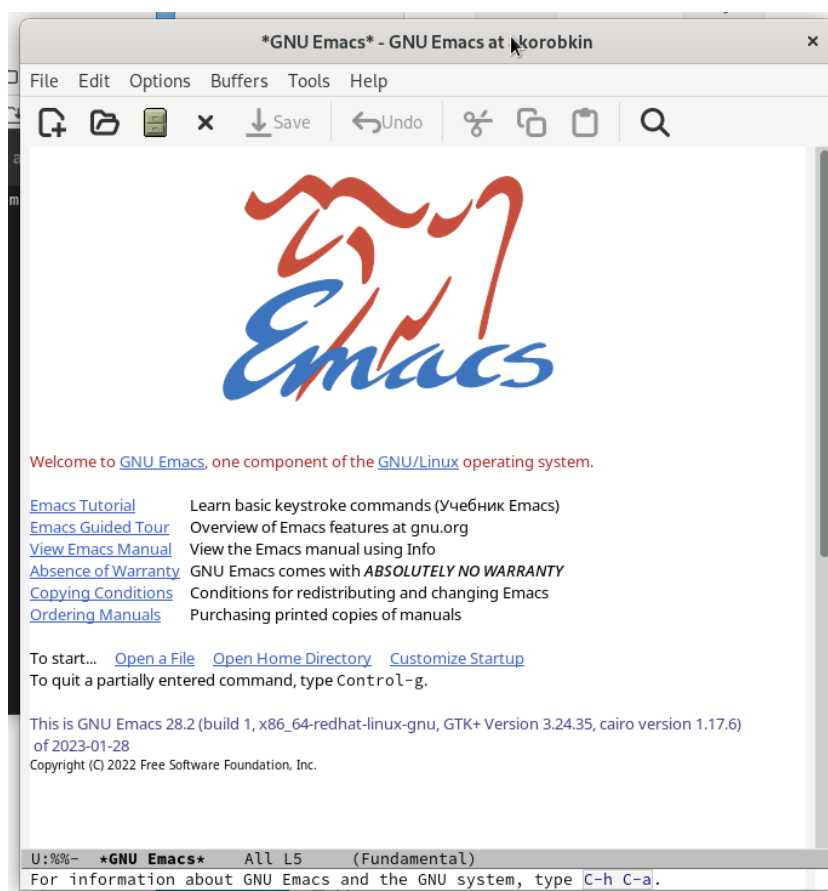 *GNU Emacs* - GNU Emacs at korobkin
File Edit Options Buffers Tools Help
Save Undo
Emacs
Welcome to GNU Emacs, one component of the GNU/Linux operating system.
Emacs Tutorial Learn basic keystroke commands (Учебник Emacs)
Emacs Guided Tour Overview of Emacs features at gnu.org
View Emacs Manual View the Emacs manual using Info
Absence of Warranty GNU Emacs comes with ABSOLUTELY NO WARRANTY
Copying Conditions Conditions for redistributing and changing Emacs
Ordering Manuals Purchasing printed copies of manuals
To start... Open a File Open Home Directory Customize Startup
To quit a partially entered command, type Control-g.
This is GNU Emacs 28.2 (build 1, x86_64-redhat-linux-gnu, GTK+ Version 3.24.35, cairo version 1.17.6)
of 2023-01-28
Copyright (C) 2022 Free Software Foundation, Inc.
U:%%- *GNU Emacs* All L5 (Fundamental)
For information about GNU Emacs and the GNU system, type C-h C-a.